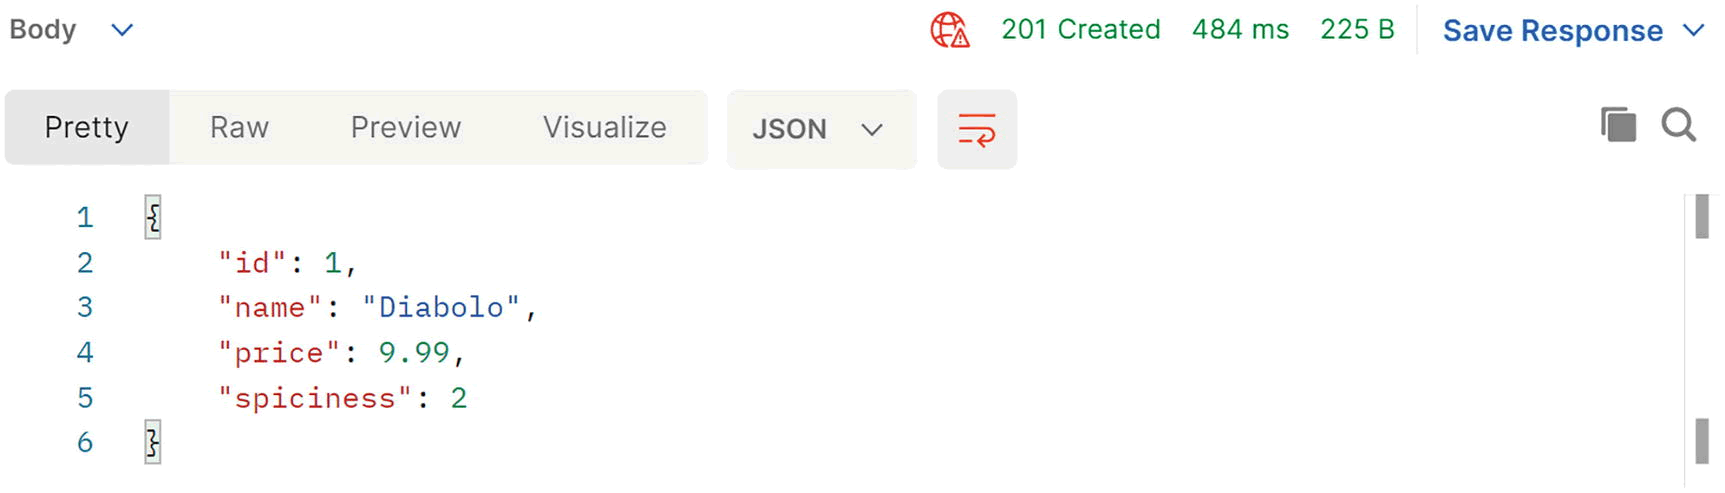 Body 201 Created 484 ms 225 B Save Response
Pretty Raw Preview Visualize JSON
1 {
2 "id": 1,
3 "name": "Diabolo",
4 "price": 9.99,
5 "spiciness": 2
6 }